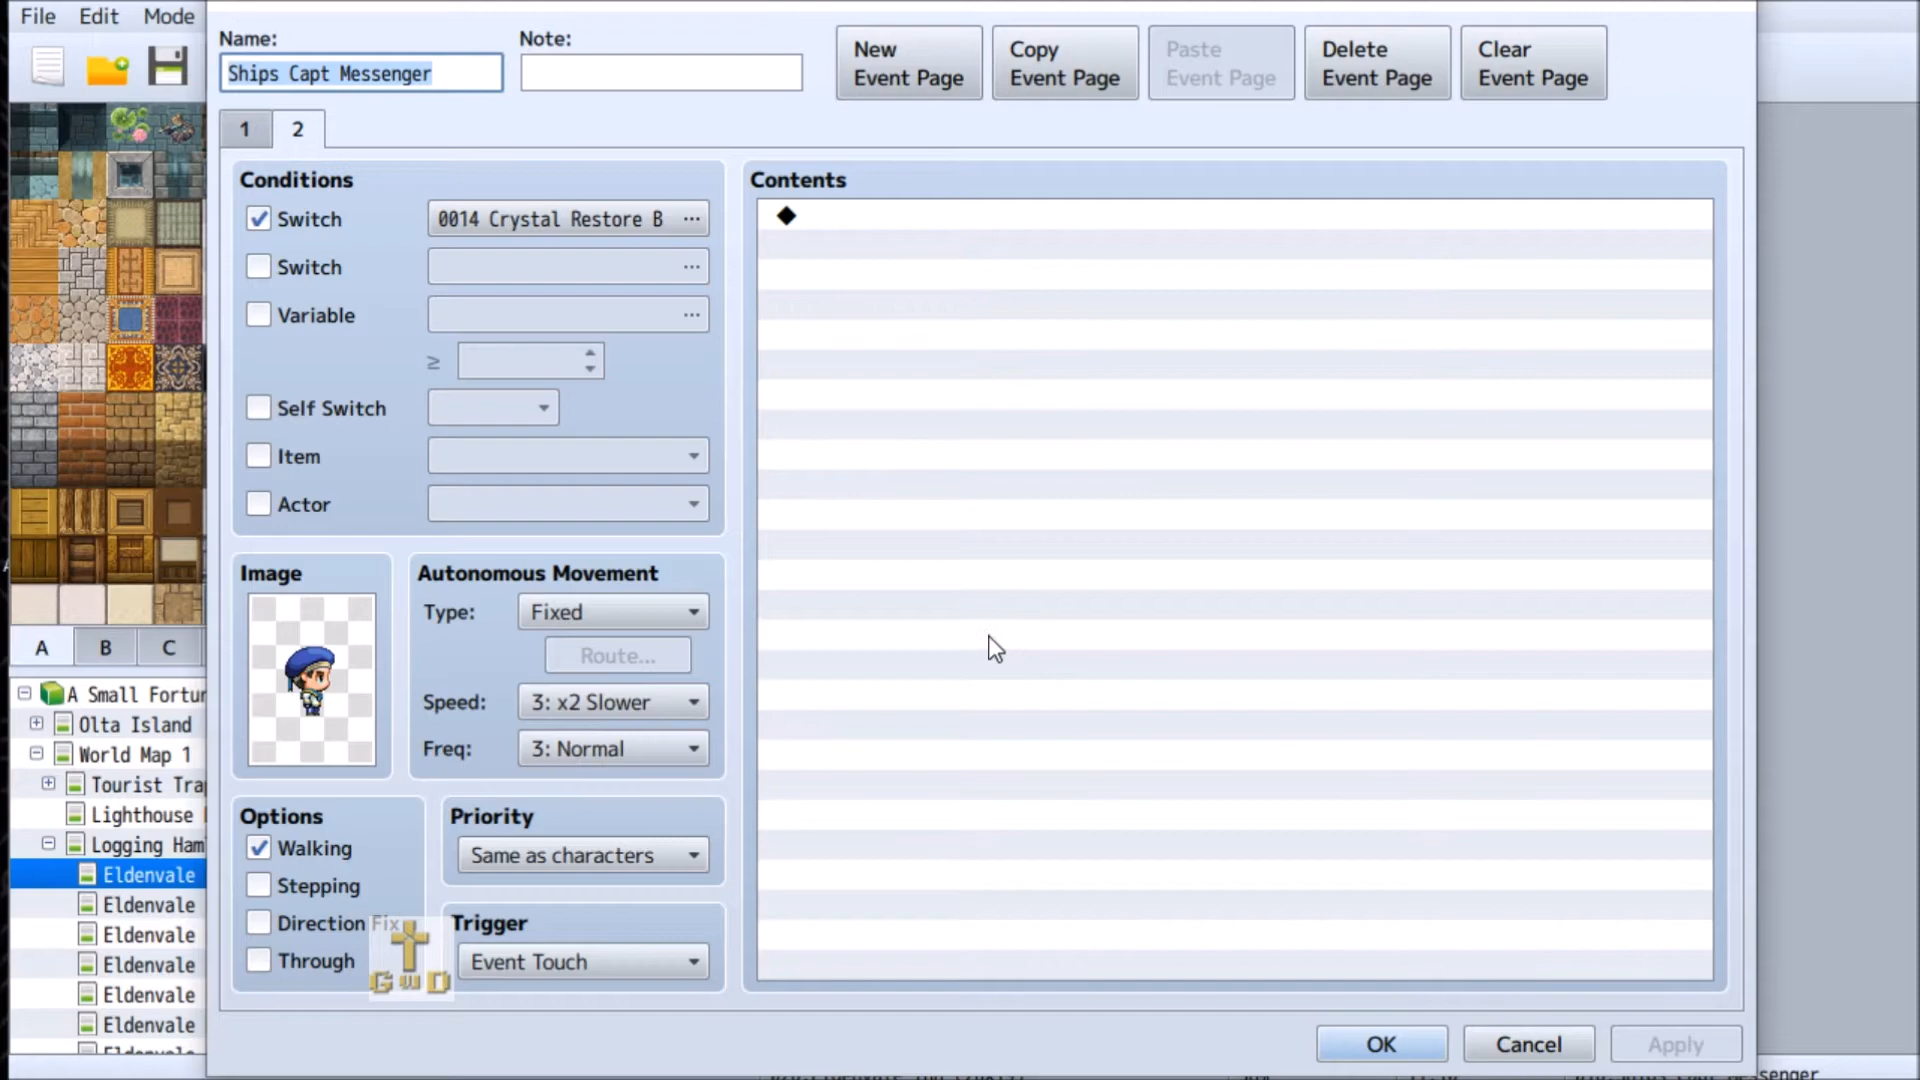 File Edit Mode
Name:
Note:
Ships Capt Messenger
New Event Page
Copy Event Page
Paste Event Page
Delete Event Page
Clear Event Page
1 2
Conditions
Switch 0014 Crystal Restore B ...
Switch ...
Variable ...
≥
Self Switch
Item
Actor
Image
Autonomous Movement
Type: Fixed
Route...
Speed: 3: x2 Slower
Freq: 3: Normal
Options
Walking
Stepping
Direction Fix
Through
Priority
Same as characters
Trigger
Event Touch
Contents
A B C
A Small Fortun
Olta Island
World Map 1
Tourist Trap
Lighthouse
Logging Ham
Eldenvale
Eldenvale
Eldenvale
Eldenvale
Eldenvale
Eldenvale
GWD
OK Cancel Apply